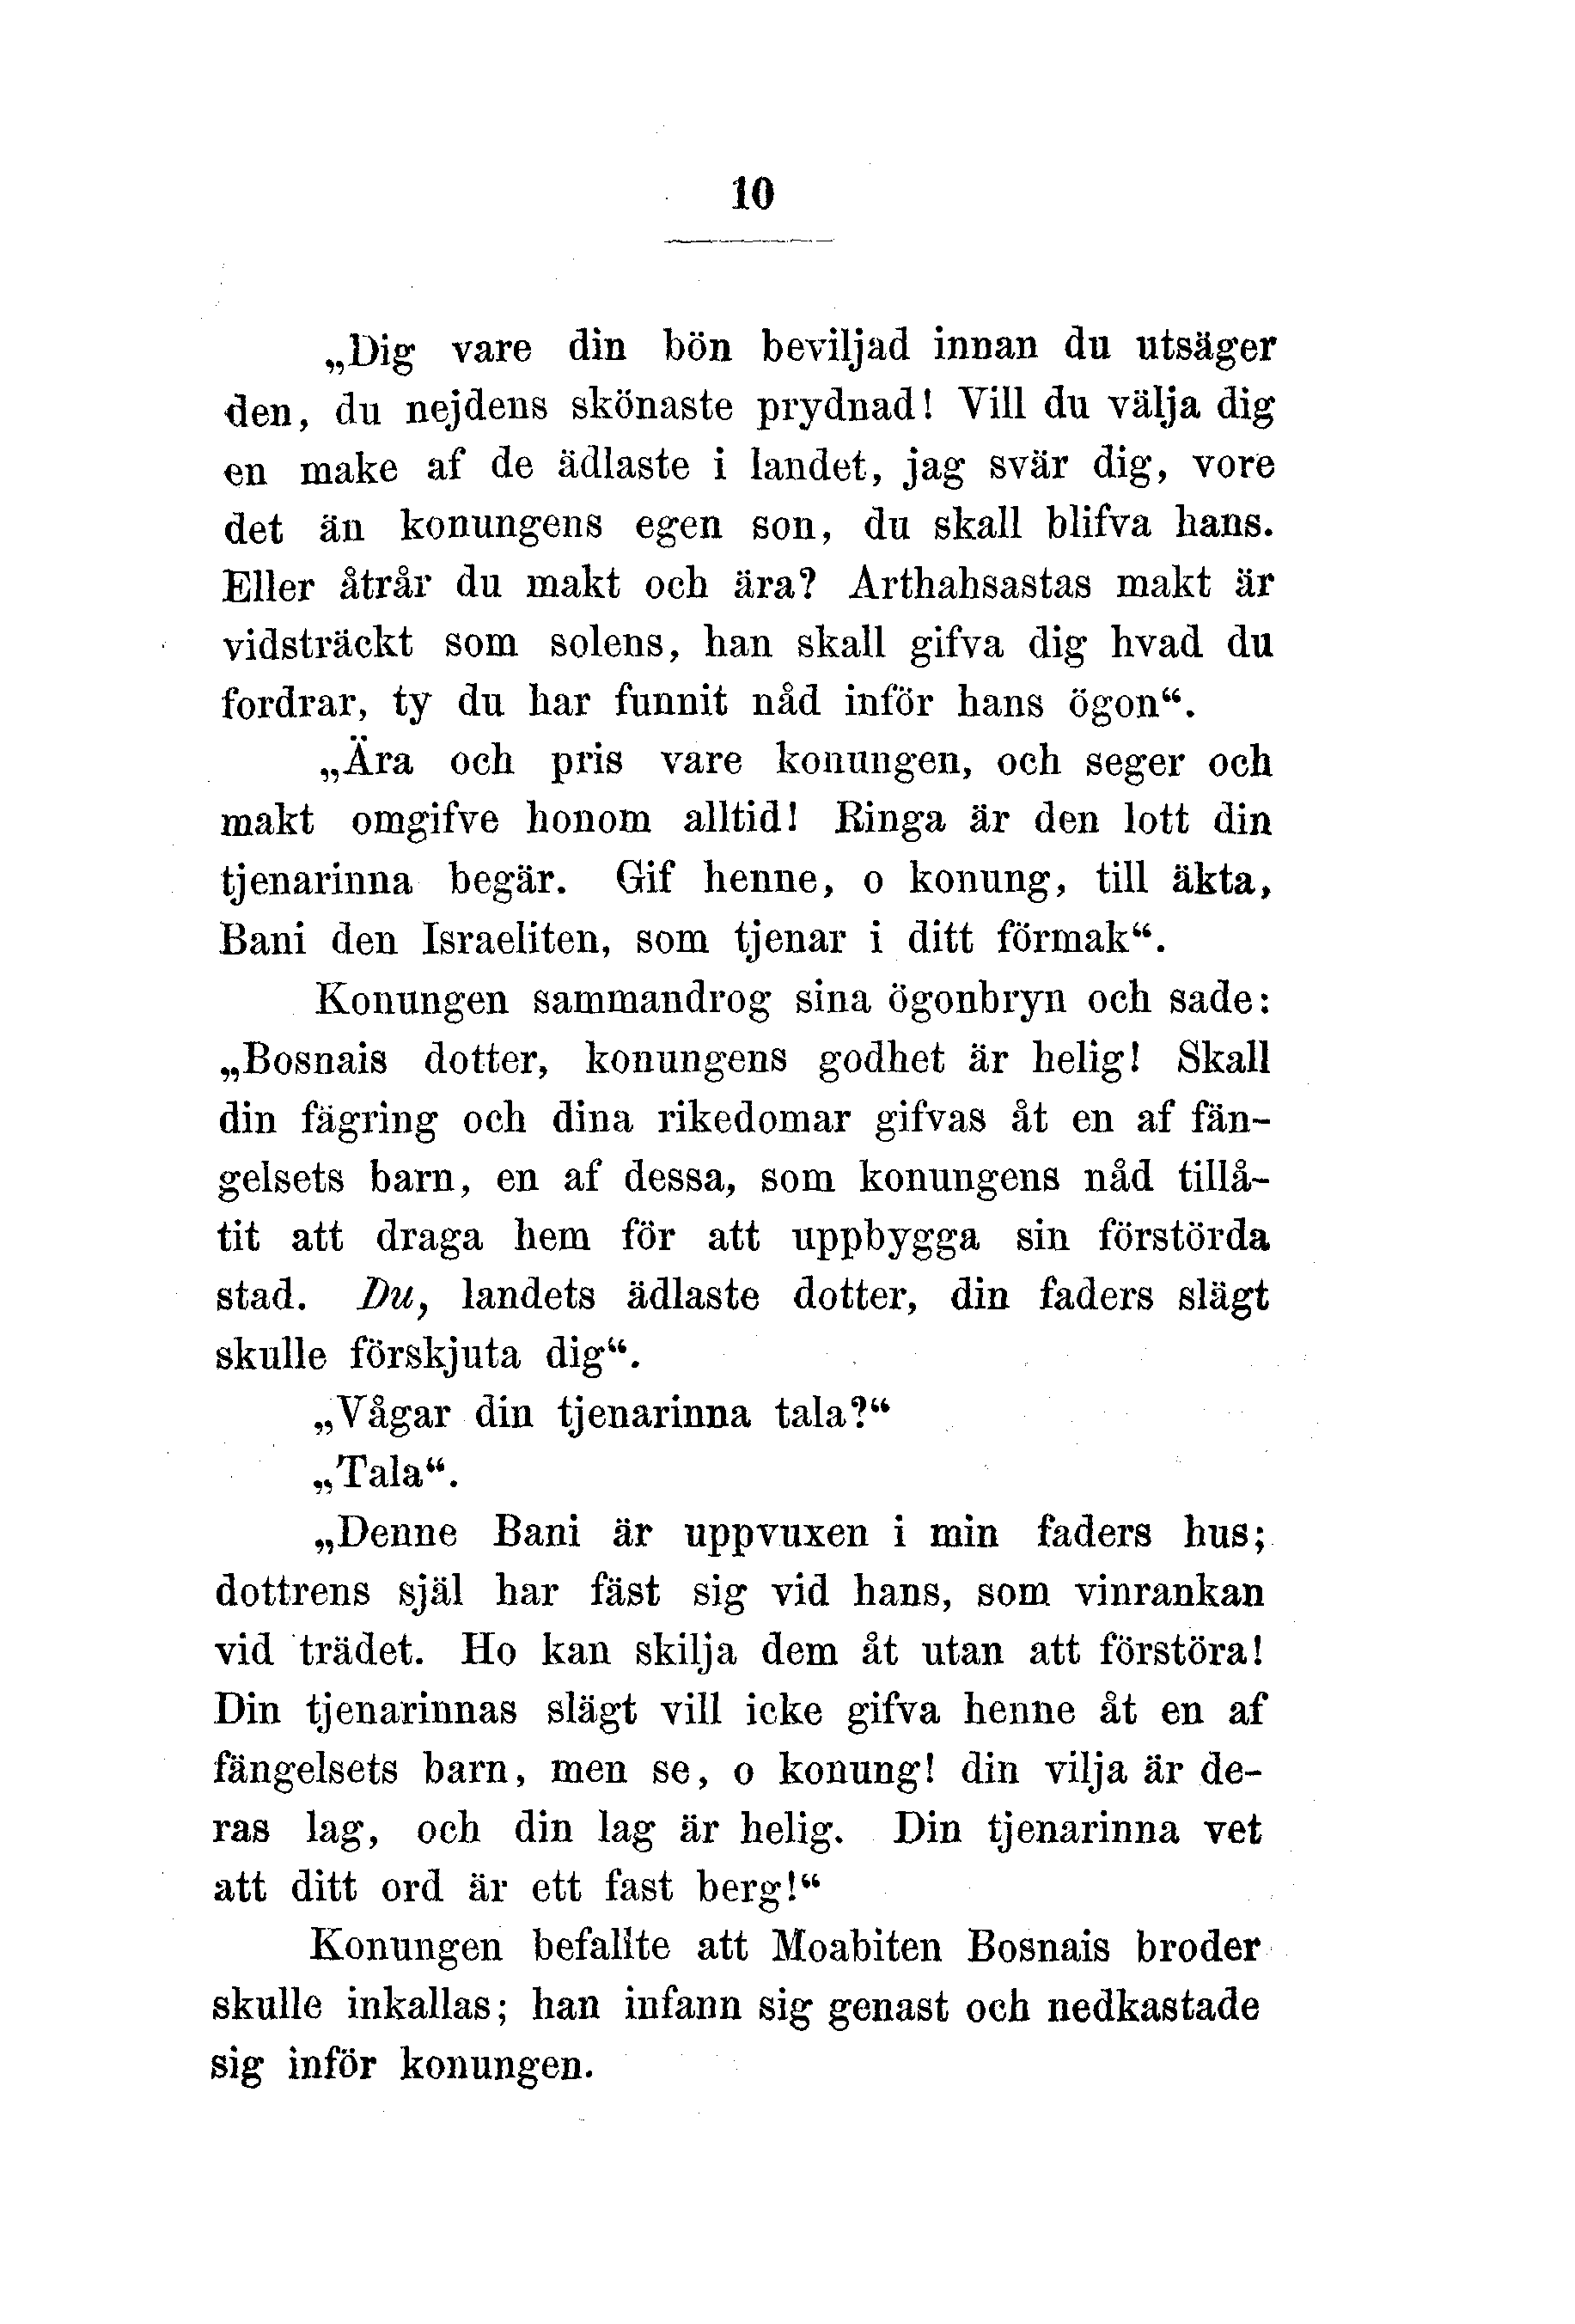 10
„Dig vare din bön beviljad innan du utsäger
den, du nejdens skönaste prydnad! Vill du välja dig
en make af de ädlaste i landet, jag svär dig, vore
det än konungens egen son, du skall blifva hans.
Eller åtrår du makt och ära? Arthahsastas makt är
vidsträckt som solens, han skall gifva dig hvad du
fordrar, ty du har funnit nåd inför hans ögon“.
„Ära och pris vare konungen, och seger och
makt omgifve honom alltid! Ringa är den lott din
tjenarinna begär. Gif henne, o konung, till äkta,
Bani den Israeliten, som tjenar i ditt förmak“.
Konungen sammandrog sina ögonbryn och sade:
„Bosnais dotter, konungens godhet är helig! Skall
din fägring och dina rikedomar gifvas åt en af fän-
gelsets barn, en af dessa, som konungens nåd tillå-
tit att draga hem för att uppbygga sin förstörda
stad. Du, landets ädlaste dotter, din faders slägt
skulle förskjuta dig“.
„Vågar din tjenarinna tala?“
„Tala“.
„Denne Bani är uppvuxen i min faders hus;
dottrens själ har fäst sig vid hans, som vinrankan
vid trädet. Ho kan skilja dem åt utan att förstöra!
Din tjenarinnas slägt vill icke gifva henne åt en af
fängelsets barn, men se, o konung! din vilja är de-
ras lag, och din lag är helig. Din tjenarinna vet
att ditt ord är ett fast berg!“
Konungen befallte att Moabiten Bosnais broder
skulle inkallas; han infann sig genast och nedkastade
sig inför konungen.